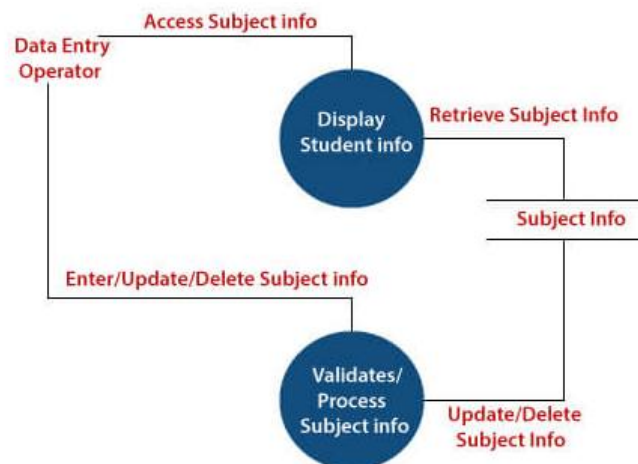 Access Subject info
Data Entry
Operator
Display
Student info
Retrieve Subject Info
Subject Info
Enter/Update/Delete Subject info
Validates/
Process
Subject info
Update/Delete
Subject Info